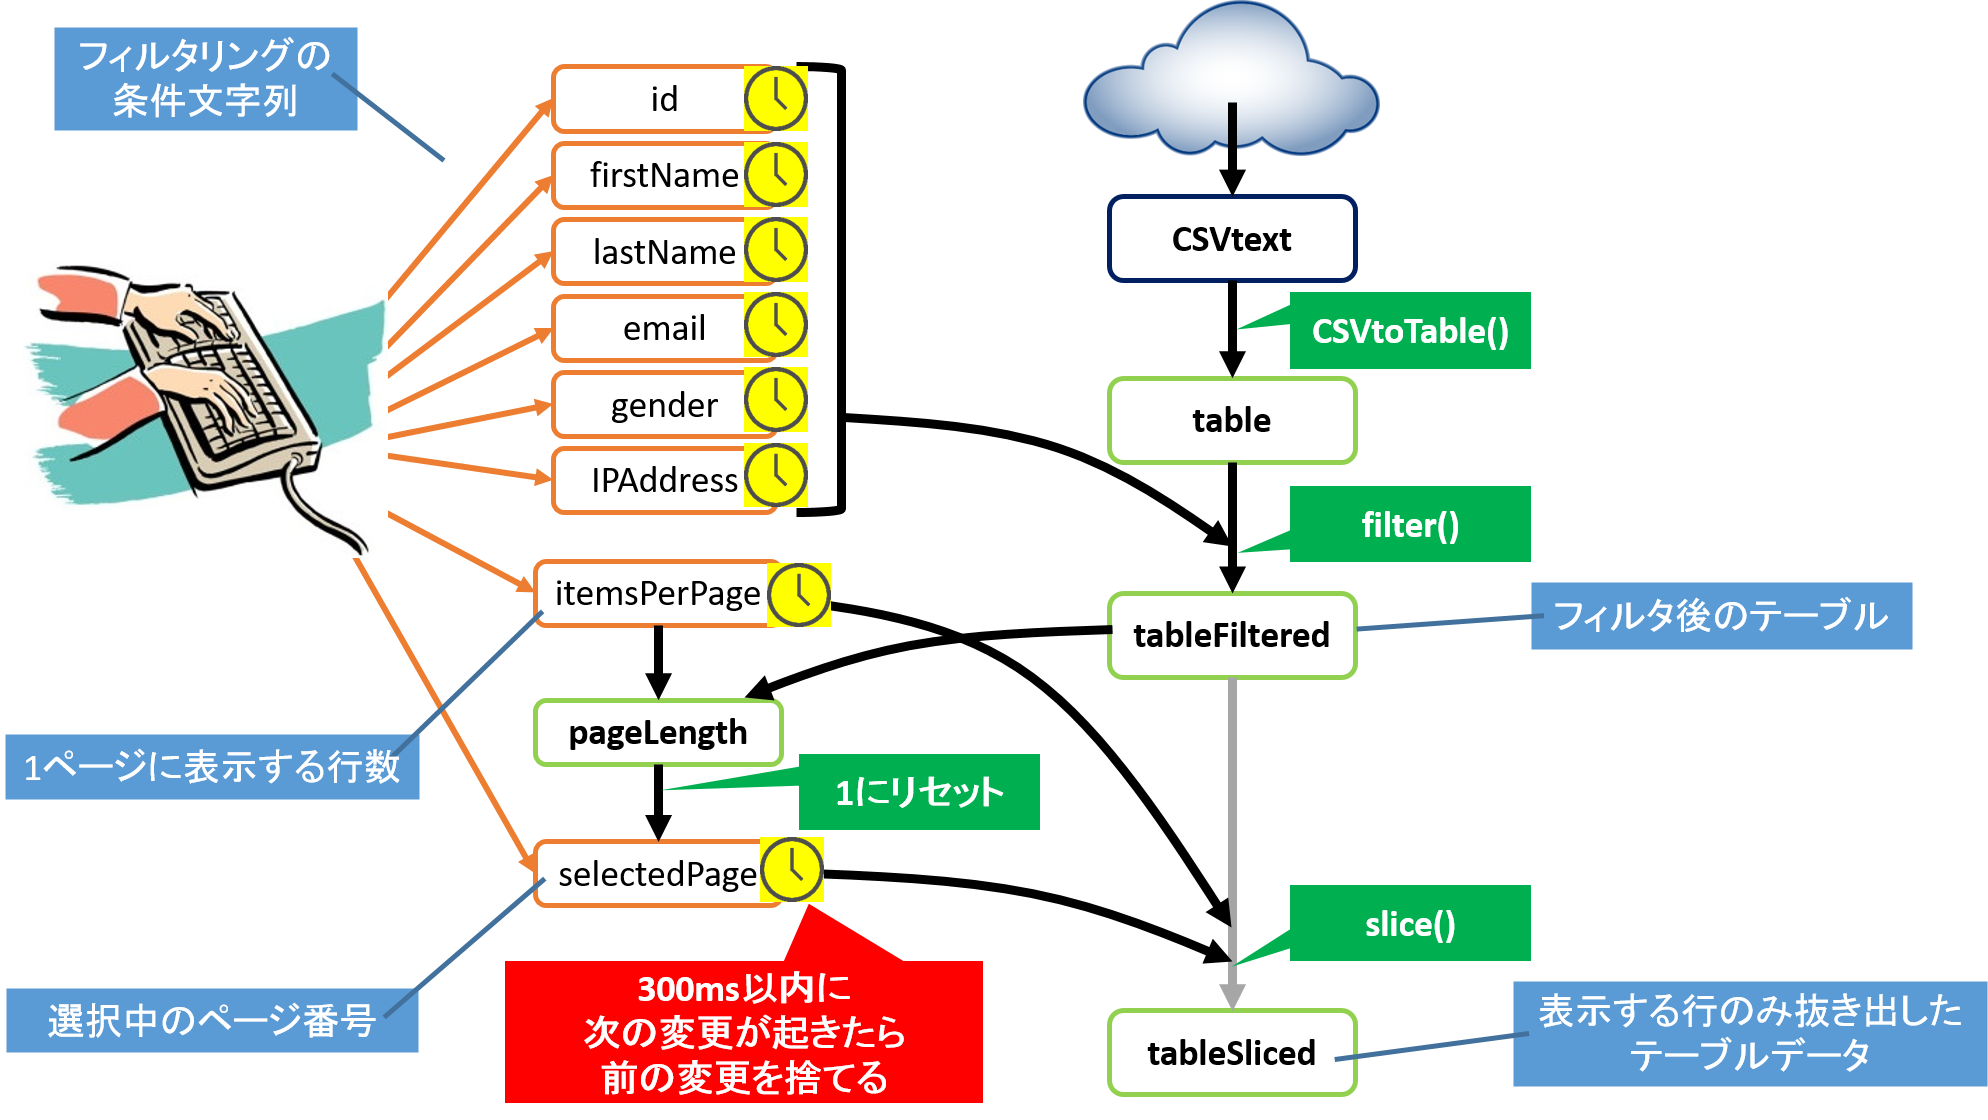 フィルタリングの
条件文字列
id
firstName
lastName
email
gender
IPAddress
CSVtext
CSVtoTable()
table
filter()
itemsPerPage
tableFiltered
フィルタ後のテーブル
pageLength
1ページに表示する行数
1にリセット
selectedPage
slice()
選択中のページ番号
300ms以内に
次の変更が起きたら
前の変更を捨てる
tableSliced
表示する行のみ抜き出した
テーブルデータ